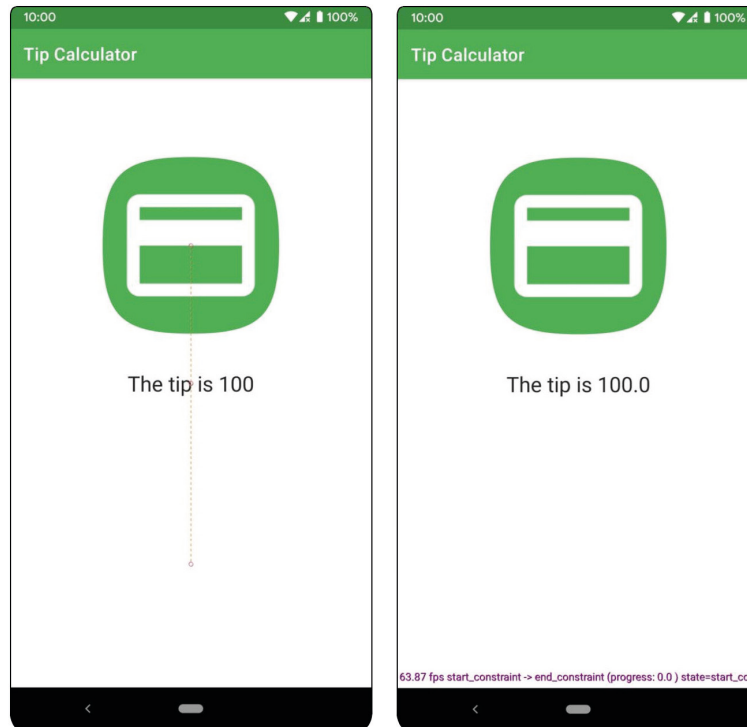 10:00 100%
Tip Calculator
The tip is 100
10:00 100%
Tip Calculator
The tip is 100.0
63.87 fps start_constraint -> end_constraint (progress: 0.0 ) state=start_co